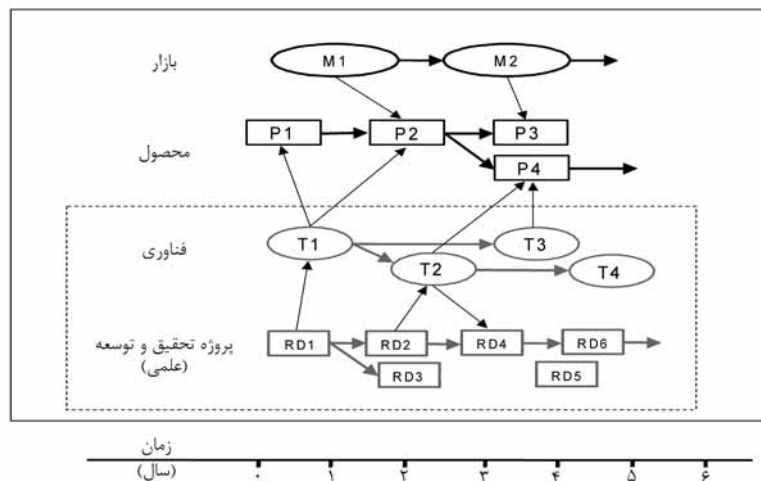 بازار
M1
M2
محصول
P1
P2
P3
P4
فناوری
T1
T2
T3
T4
پروژه تحقیق و توسعه
(علمی)
RD1
RD2
RD4
RD6
RD3
RD5
زمان
(سال)
۰
۱
۲
۳
۴
۵
۶